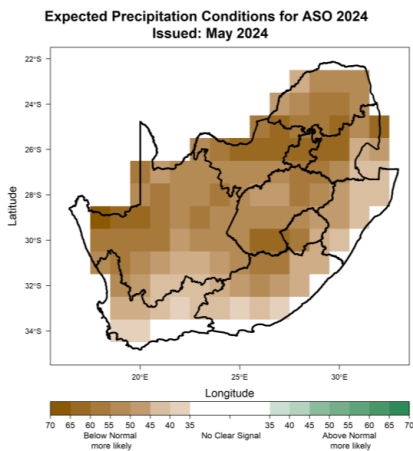 Expected Precipitation Conditions for ASO 2024
Issued: May 2024
22°S
24°S
26°S
28°S
30°S
32°S
34°S
Latitude
20°E 25°E 30°E
Longitude
70 65 60 55 50 45 40 35 35 40 45 50 55 60 65 70
Below Normal No Clear Signal Above Normal
more likely more likely